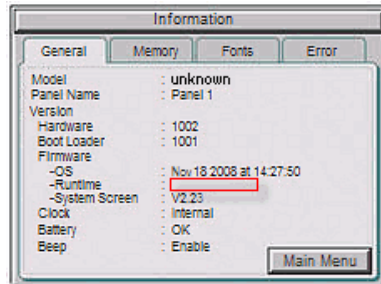 Information
General Memory Fonts Error
Model : unknown
Panel Name : Panel 1
Version
Hardware : 1002
Boot Loader : 1001
Firmware
-OS : Nov 18 2008 at 14:27:50
-Runtime :
-System Screen : V2.23
Clock : Internal
Battery : OK
Beep : Enable
Main Menu